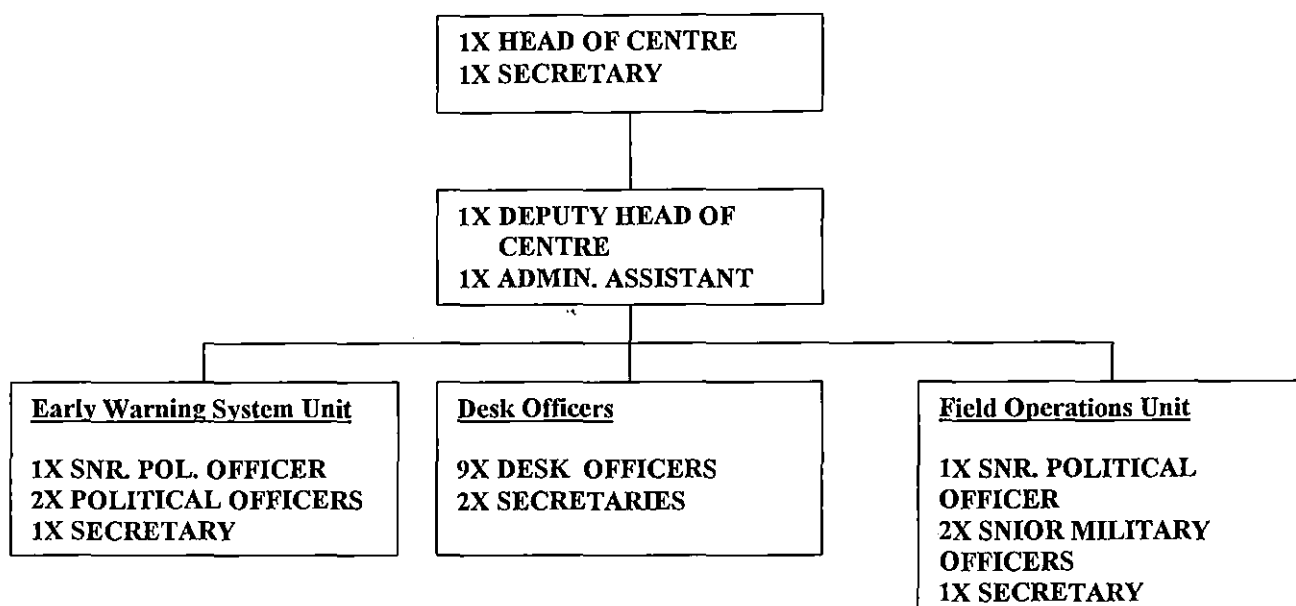 1X HEAD OF CENTRE
1X SECRETARY
1X DEPUTY HEAD OF
CENTRE
1X ADMIN. ASSISTANT
Early Warning System Unit
1X SNR. POL. OFFICER
2X POLITICAL OFFICERS
1X SECRETARY
Desk Officers
9X DESK OFFICERS
2X SECRETARIES
Field Operations Unit
1X SNR. POLITICAL
OFFICER
2X SNIOR MILITARY
OFFICERS
1X SECRETARY